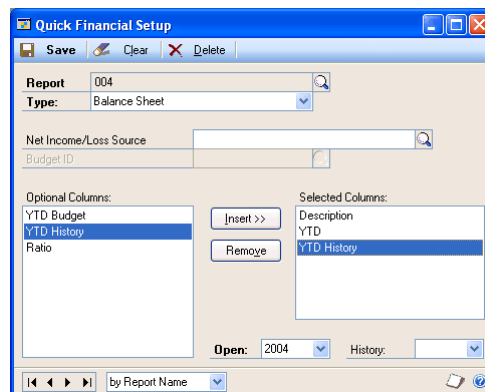 Quick Financial Setup
Save Clear Delete
Report 004
Type: Balance Sheet
Net Income/Loss Source
Budget ID
Optional Columns: Selected Columns:
YTD Budget Insert >> Description
YTD History YTD
Ratio Remove YTD History
Open: 2004 History:
by Report Name